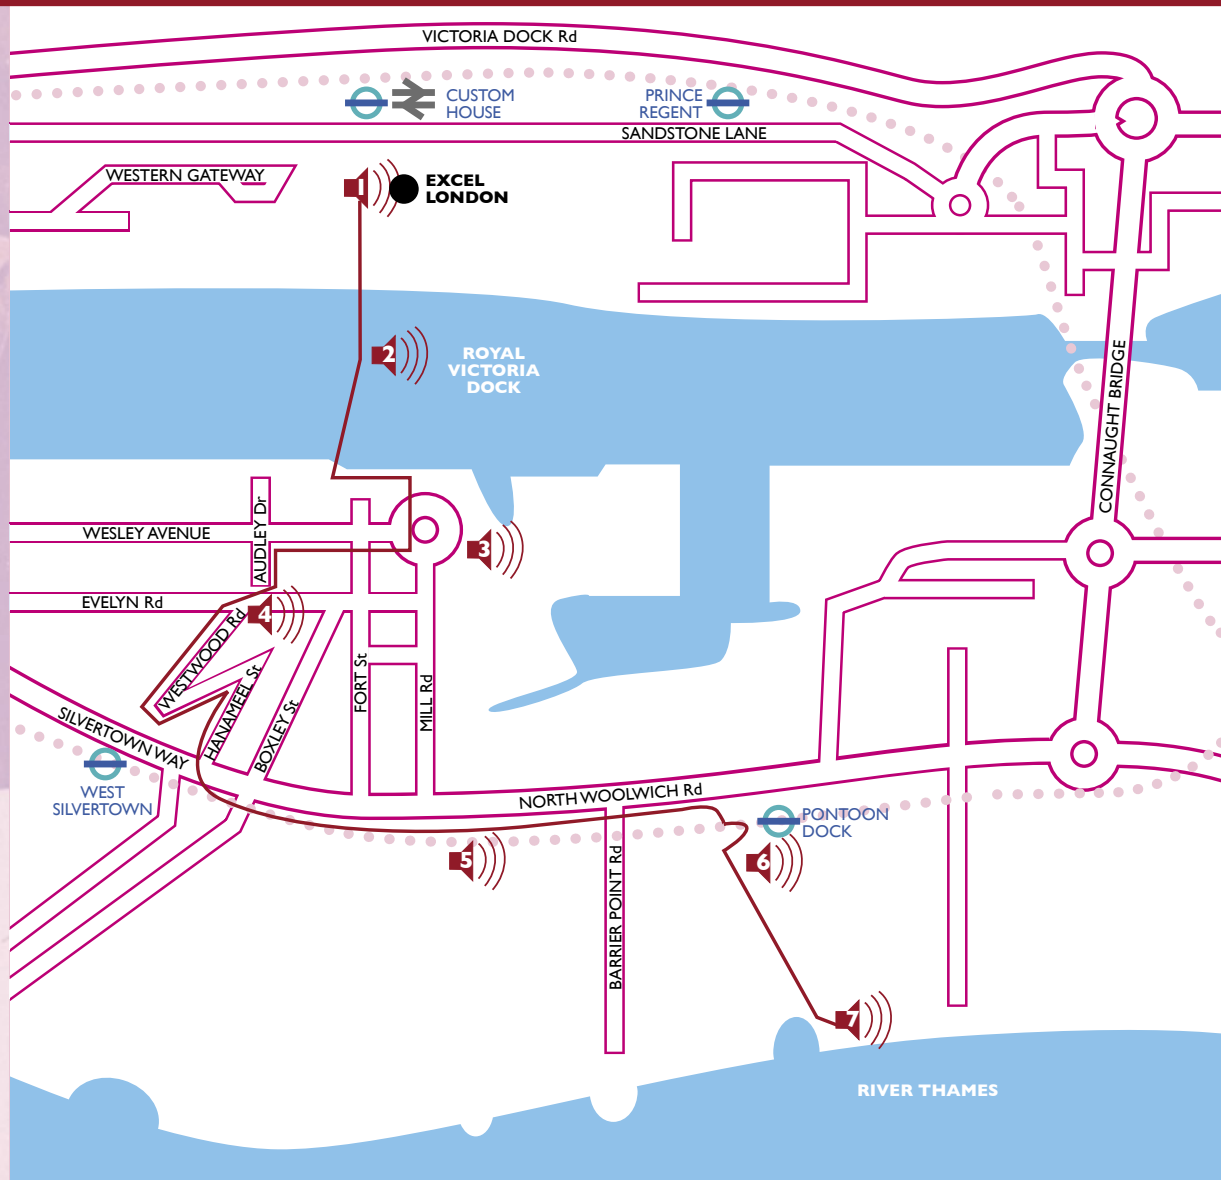 VICTORIA DOCK Rd
CUSTOM
HOUSE
PRINCE
REGENT
SANDSTONE LANE
WESTERN GATEWAY
1
EXCEL
LONDON
2
ROYAL
VICTORIA
DOCK
CONNAUGHT BRIDGE
AUDLEY Dr
WESLEY AVENUE
3
EVELYN Rd
4
WESTWOOD Rd
HANAMEEL St
BOXLEY St
FORT St
MILL Rd
SILVERTOWN WAY
WEST
SILVERTOWN
NORTH WOOLWICH Rd
PONTOON
DOCK
5
6
BARRIER POINT Rd
7
RIVER THAMES